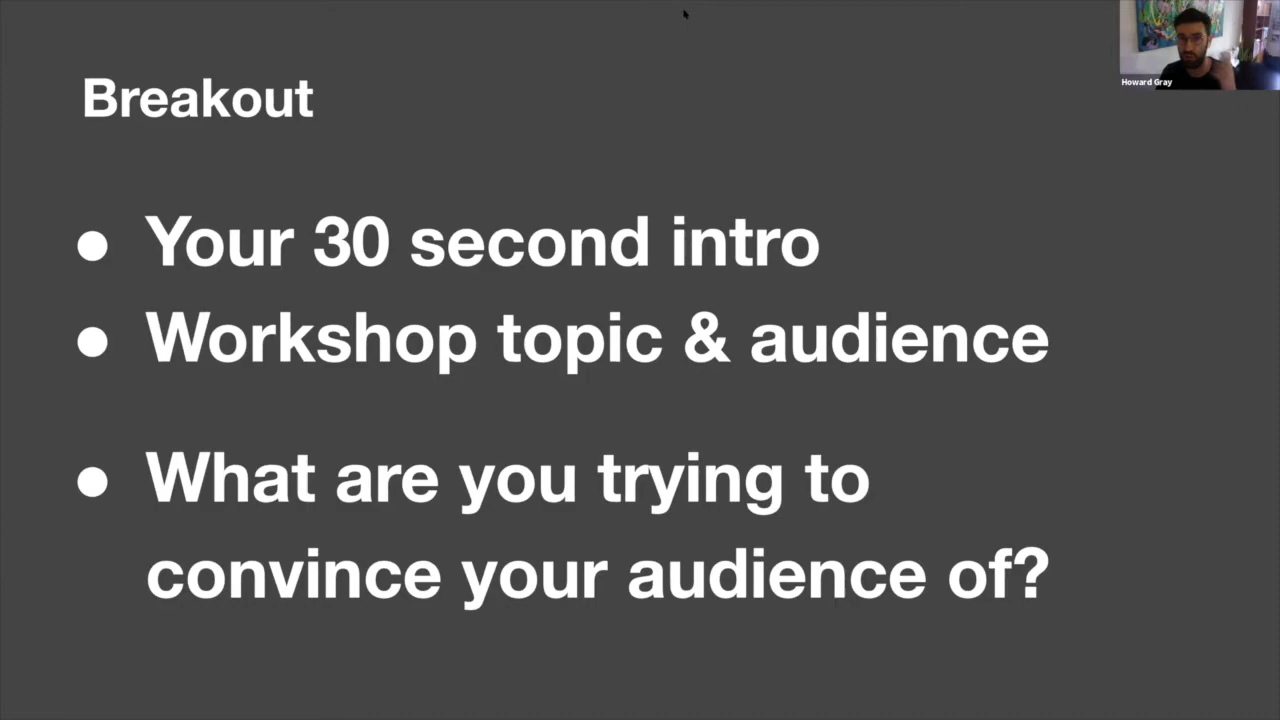 Breakout
Howard Gray
● Your 30 second intro
● Workshop topic & audience
● What are you trying to
convince your audience of?